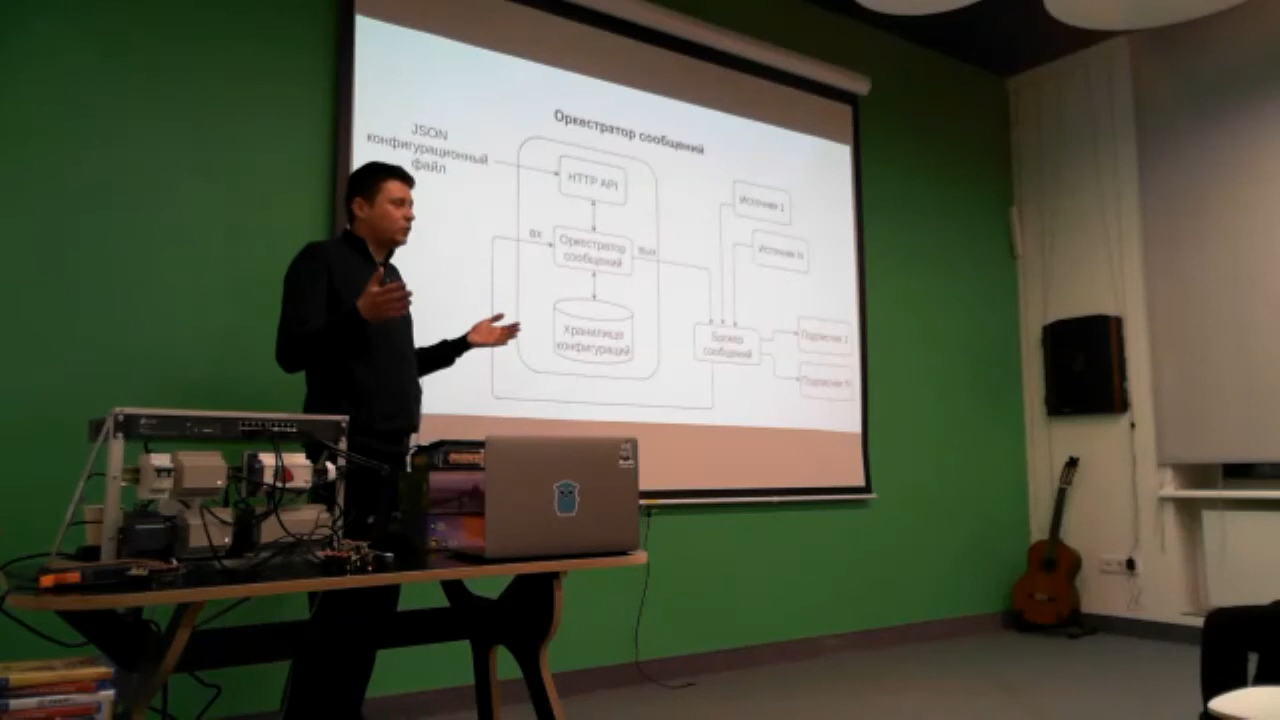 Оркестратор сообщений
JSON
конфигурационный
файл
HTTP API
Источник 1
вх
Оркестратор
сообщений
вых
Источник N
Хранилище
конфигураций
Брокер
сообщений
Подписчик 1
Подписчик N